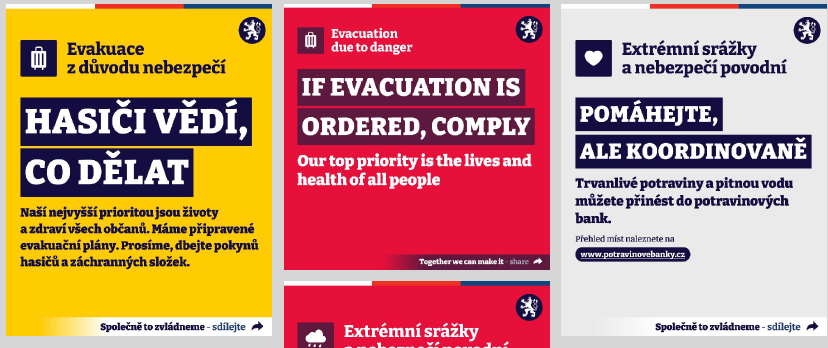 Evakuace
z důvodu nebezpečí
HASIČI VĚDÍ,
CO DĚLAT
Naší nejvyšší prioritou jsou životy
a zdraví všech občanů. Máme připravené
evakuační plány. Prosíme, dbejte pokynů
hasičů a záchranných složek.
Společně to zvládneme - sdílejte
Evacuation
due to danger
IF EVACUATION IS
ORDERED, COMPLY
Our top priority is the lives and
health of all people
Together we can make it - share
Extrémní srážky
a nebezpečí povodní
Extrémní srážky
a nebezpečí povodní
POMÁHEJTE,
ALE KOORDINOVANĚ
Trvanlivé potraviny a pitnou vodu
můžete přinést do potravinových
bank.
Přehled míst naleznete na
www.potravinovebanky.cz
Společně to zvládneme - sdílejte